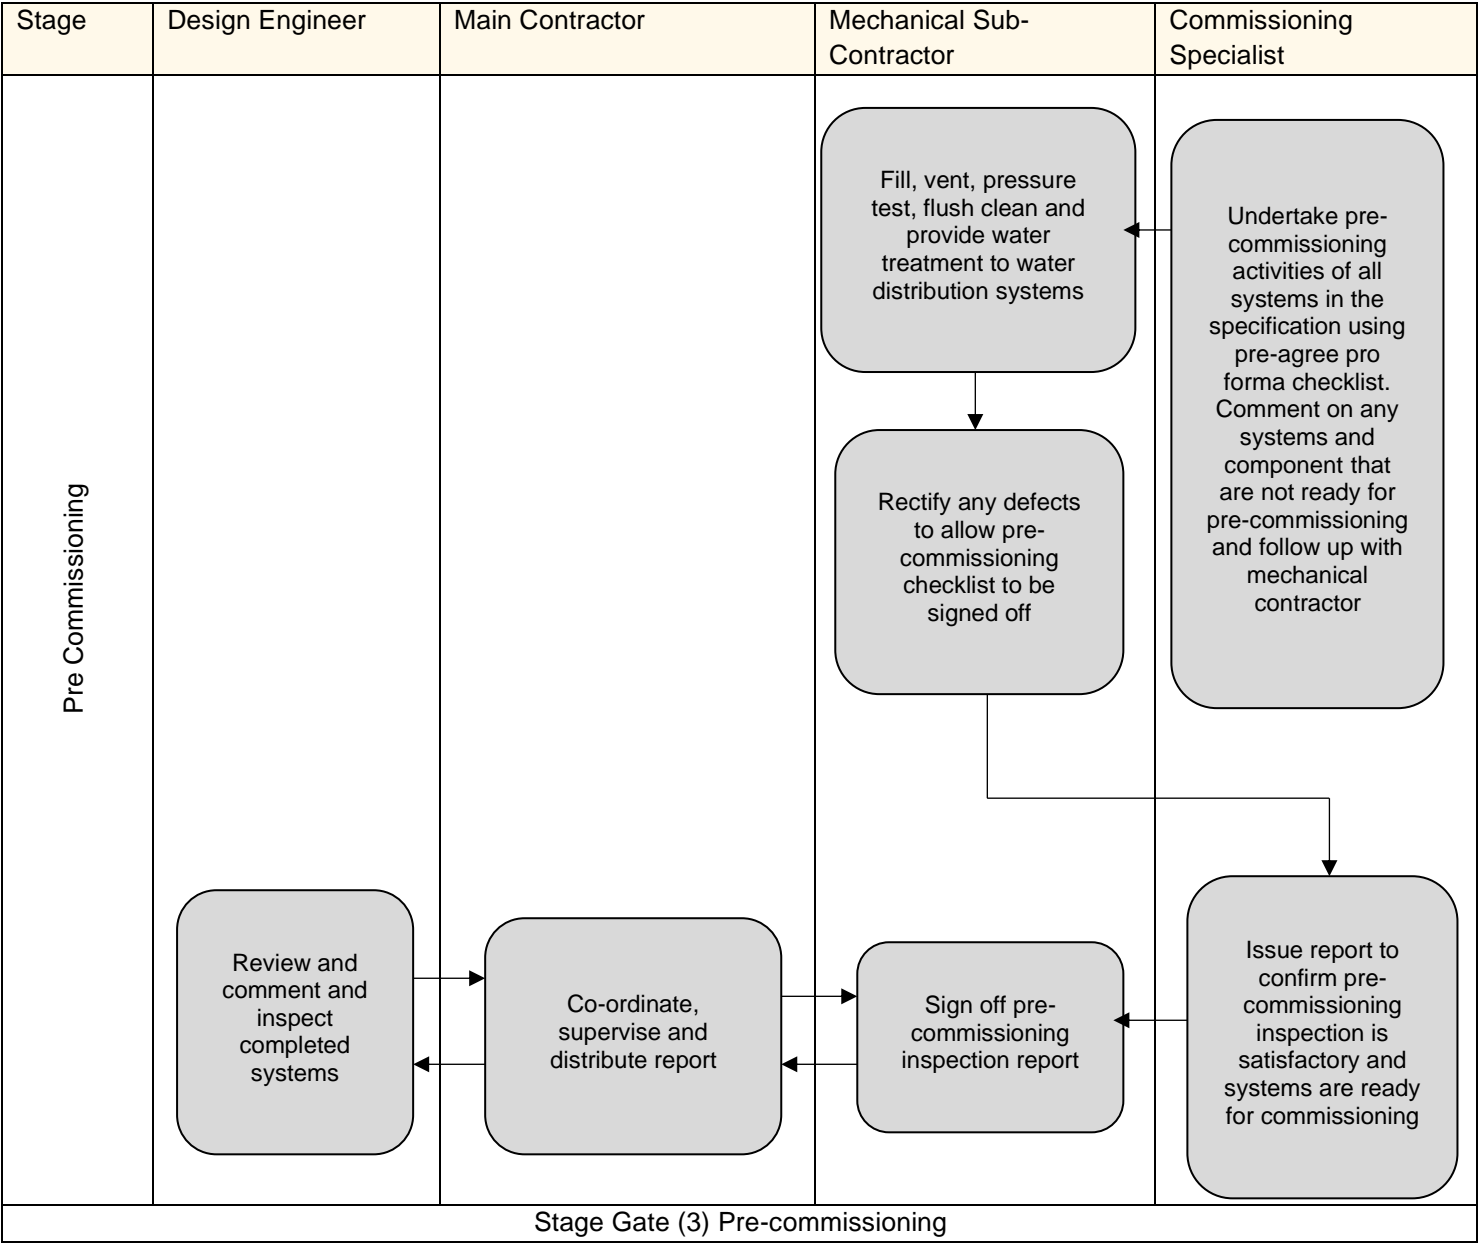 Stage
Design Engineer
Main Contractor
Mechanical Sub-
Contractor
Commissioning
Specialist
Pre Commissioning
Fill, vent, pressure
test, flush clean and
provide water
treatment to water
distribution systems
Undertake pre-
commissioning
activities of all
systems in the
specification using
pre-agree pro
forma checklist.
Comment on any
systems and
component that
are not ready for
pre-commissioning
and follow up with
mechanical
contractor
Rectify any defects
to allow pre-
commissioning
checklist to be
signed off
Review and
comment and
inspect
completed
systems
Co-ordinate,
supervise and
distribute report
Sign off pre-
commissioning
inspection report
Issue report to
confirm pre-
commissioning
inspection is
satisfactory and
systems are ready
for commissioning
Stage Gate (3) Pre-commissioning